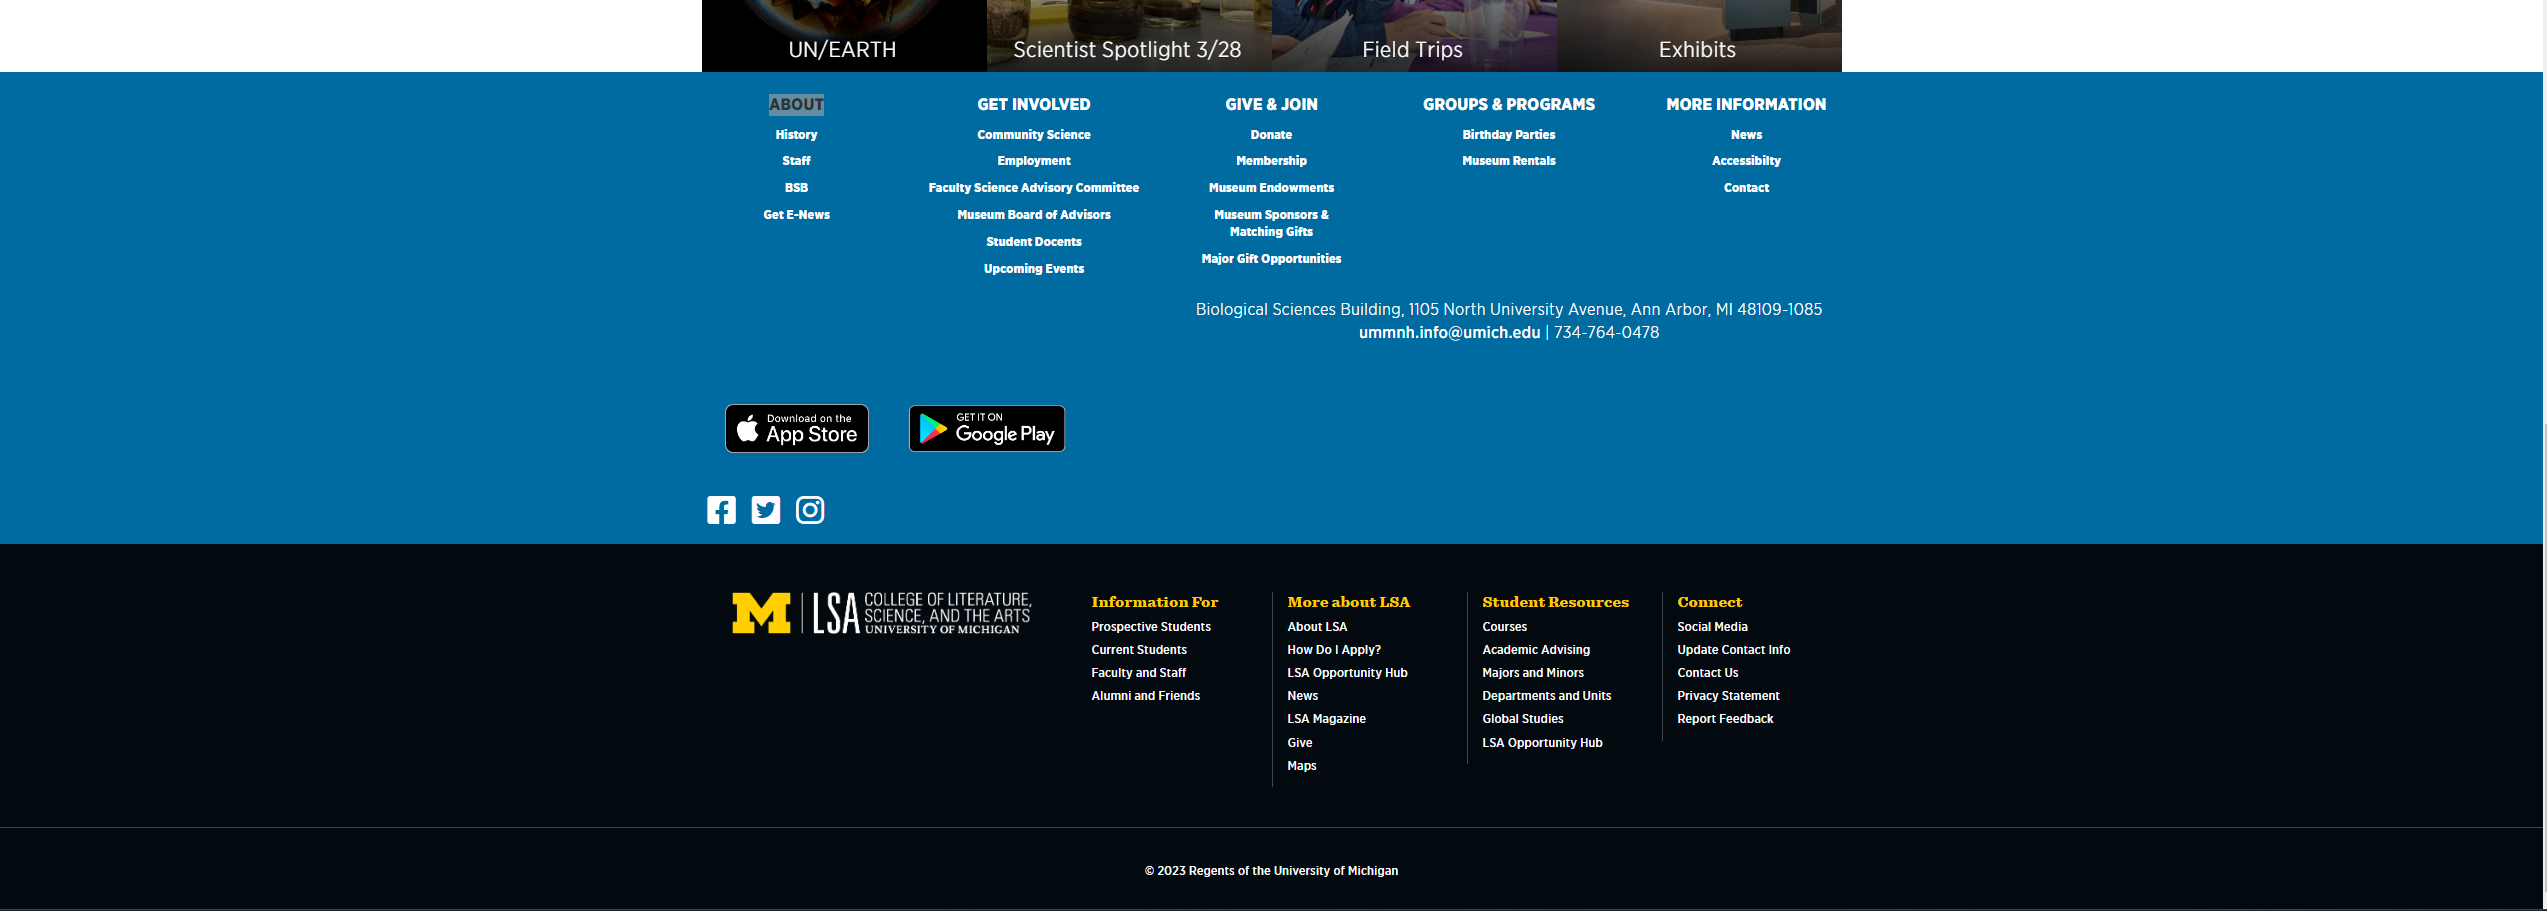 UN/EARTH
Scientist Spotlight 3/28
Field Trips
Exhibits
ABOUT
History
Staff
BSB
Get E-News
GET INVOLVED
Community Science
Employment
Faculty Science Advisory Committee
Museum Board of Advisors
Student Docents
Upcoming Events
GIVE & JOIN
Donate
Membership
Museum Endowments
Museum Sponsors &
Matching Gifts
Major Gift Opportunities
GROUPS & PROGRAMS
Birthday Parties
Museum Rentals
MORE INFORMATION
News
Accessibilty
Contact
Biological Sciences Building, 1105 North University Avenue, Ann Arbor, MI 48109-1085
ummnh.info@umich.edu | 734-764-0478
Download on the
App Store
GET IT ON
Google Play
M | LSA COLLEGE OF LITERATURE,
SCIENCE, AND THE ARTS
UNIVERSITY OF MICHIGAN
Information For
Prospective Students
Current Students
Faculty and Staff
Alumni and Friends
More about LSA
About LSA
How Do I Apply?
LSA Opportunity Hub
News
LSA Magazine
Give
Maps
Student Resources
Courses
Academic Advising
Majors and Minors
Departments and Units
Global Studies
LSA Opportunity Hub
Connect
Social Media
Update Contact Info
Contact Us
Privacy Statement
Report Feedback
© 2023 Regents of the University of Michigan